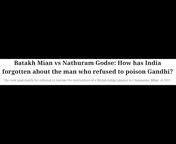 Batakh Mian vs Nathuram Godse: How has India
forgotten about the man who refused to poison Gandhi?